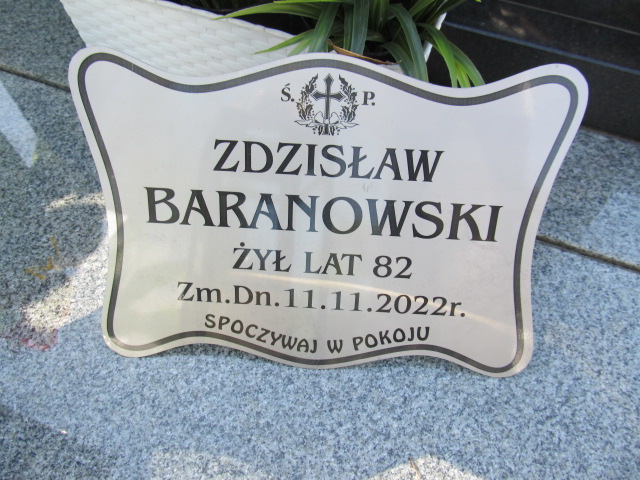 Ś. P.
ZDZISŁAW
BARANOWSKI
ŻYŁ LAT 82
Zm.Dn.11.11.2022r.
SPOCZYWAJ W POKOJU